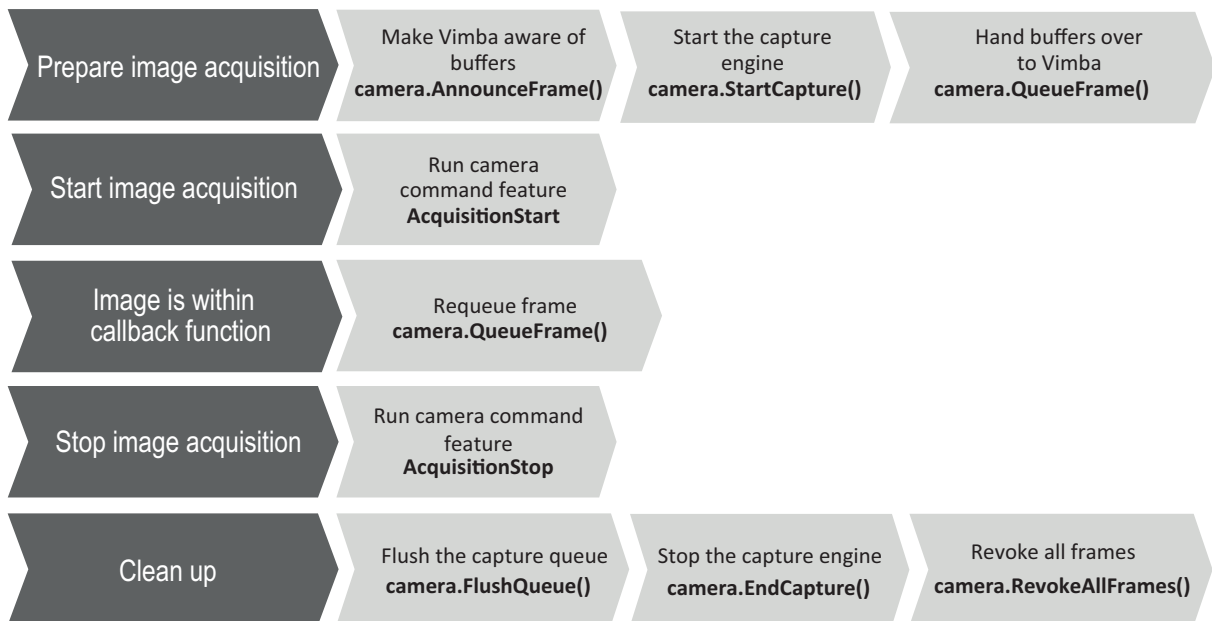 Prepare image acquisition
Make Vimba aware of
buffers
camera.AnnounceFrame()
Start the capture
engine
camera.StartCapture()
Hand buffers over
to Vimba
camera.QueueFrame()
Start image acquisition
Run camera
command feature
AcquisitionStart
Image is within
callback function
Requeue frame
camera.QueueFrame()
Stop image acquisition
Run camera command
feature
AcquisitionStop
Clean up
Flush the capture queue
camera.FlushQueue()
Stop the capture engine
camera.EndCapture()
Revoke all frames
camera.RevokeAllFrames()